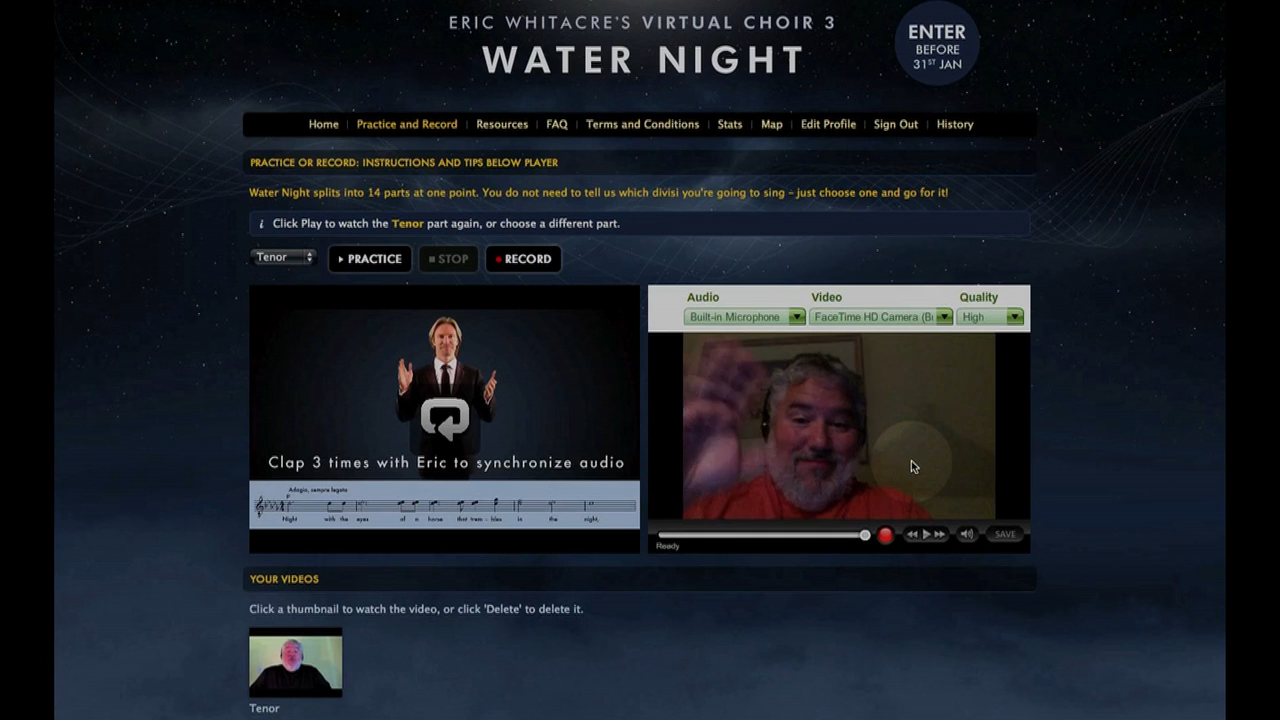 ERIC WHITACRE'S VIRTUAL CHOIR 3
WATER NIGHT
ENTER
BEFORE
31ST JAN
Home Practice and Record Resources FAQ Terms and Conditions Stats Map Edit Profile Sign Out History
PRACTICE OR RECORD: INSTRUCTIONS AND TIPS BELOW PLAYER
Water Night splits into 14 parts at one point. You do not need to tell us which divisi you're going to sing – just choose one and go for it!
i Click Play to watch the Tenor part again, or choose a different part.
Tenor PRACTICE STOP RECORD
Audio Video Quality
Built-in Microphone FaceTime HD Camera (Bu High
Clap 3 times with Eric to synchronize audio
Adagio, sempre legato
p
Night with the eyes of a horse that trem - bles in the night,
Ready
SAVE
YOUR VIDEOS
Click a thumbnail to watch the video, or click 'Delete' to delete it.
Tenor